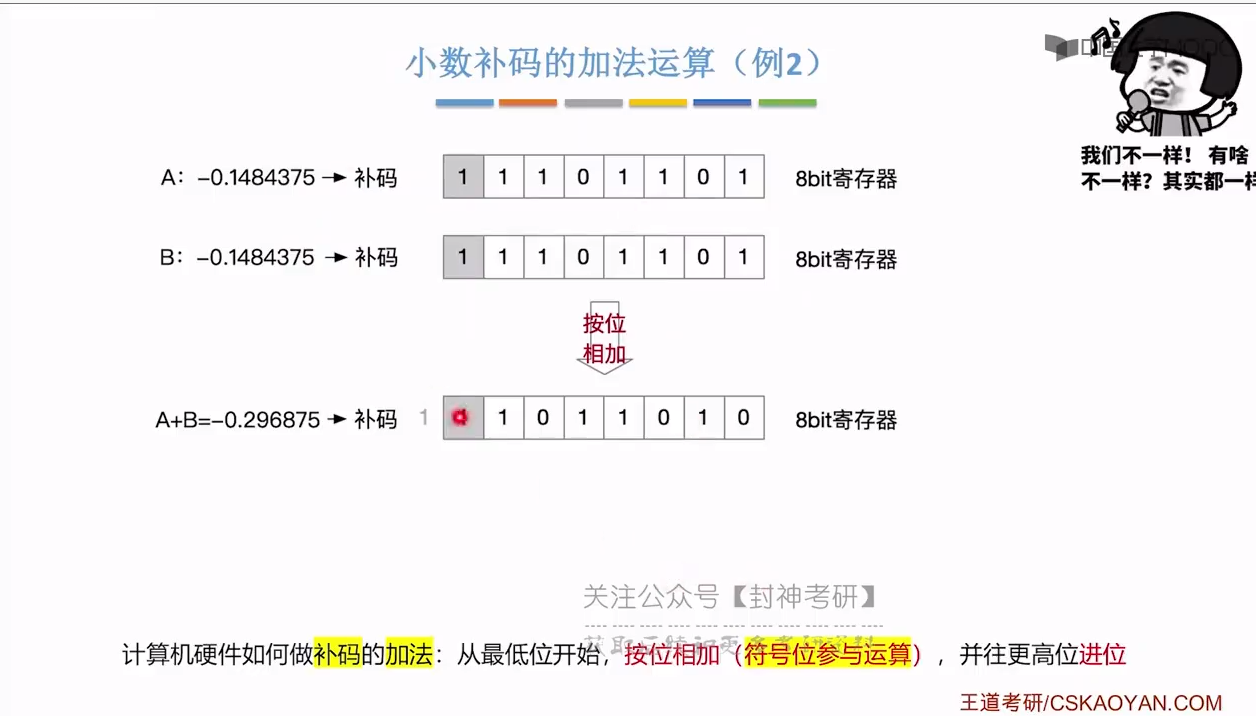 小数补码的加法运算（例2）
我们不一样！ 有啥
不一样？其实都一样
A：-0.1484375 → 补码 1 1 1 0 1 1 0 1 8bit寄存器
B：-0.1484375 → 补码 1 1 1 0 1 1 0 1 8bit寄存器
按位
相加
A+B=-0.296875 → 补码 1 1 0 1 1 0 1 0 8bit寄存器
关注公众号【封神考研】
计算机硬件如何做补码的加法：从最低位开始，按位相加（符号位参与运算），并往更高位进位
王道考研/CSKAOYAN.COM